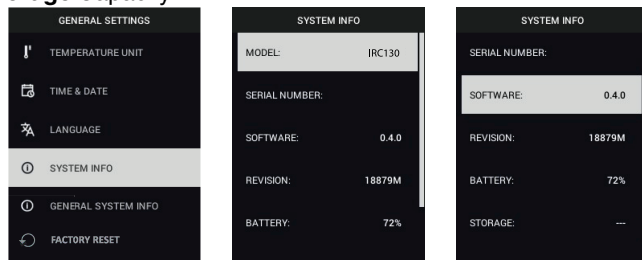 GENERAL SETTINGS
TEMPERATURE UNIT
TIME & DATE
LANGUAGE
SYSTEM INFO
GENERAL SYSTEM INFO
FACTORY RESET
SYSTEM INFO
MODEL: IRC130
SERIAL NUMBER:
SOFTWARE: 0.4.0
REVISION: 18879M
BATTERY: 72%
SYSTEM INFO
SERIAL NUMBER:
SOFTWARE: 0.4.0
REVISION: 18879M
BATTERY: 72%
STORAGE: ---